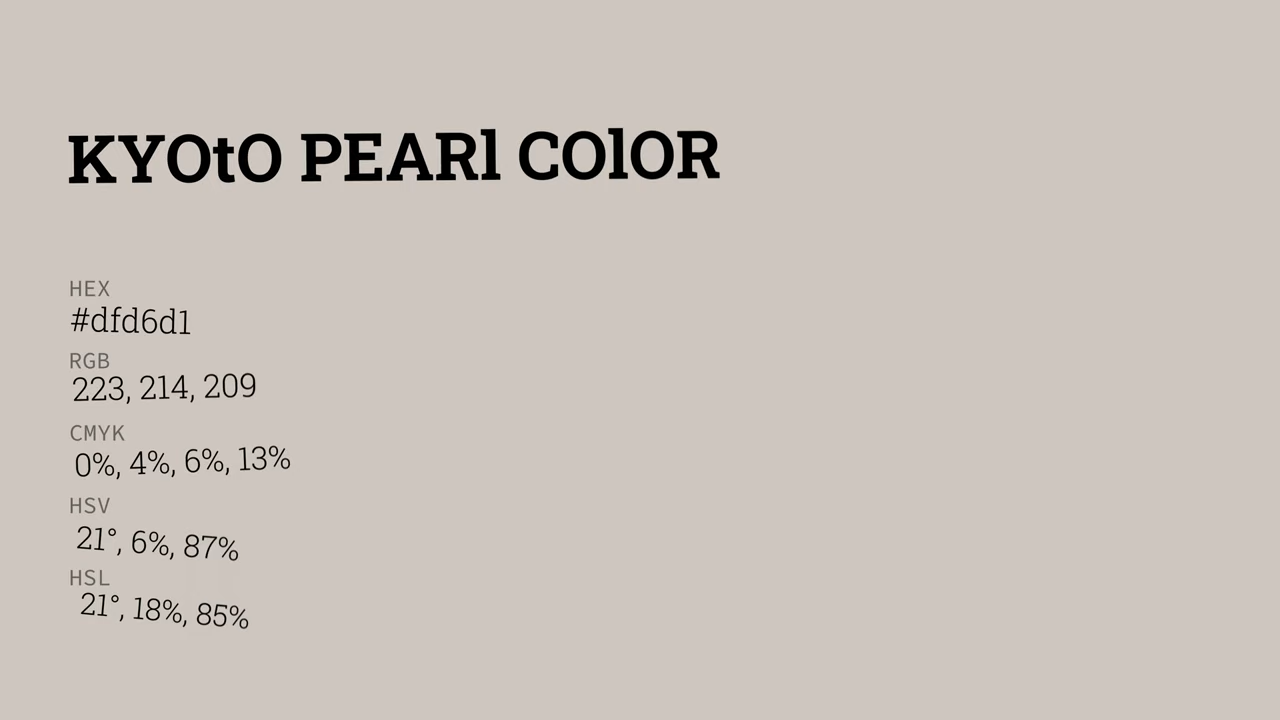 KYOtO PEARl COlOR
HEX
#dfd6d1
RGB
223, 214, 209
CMYK
0%, 4%, 6%, 13%
HSV
21°, 6%, 87%
HSL
21°, 18%, 85%